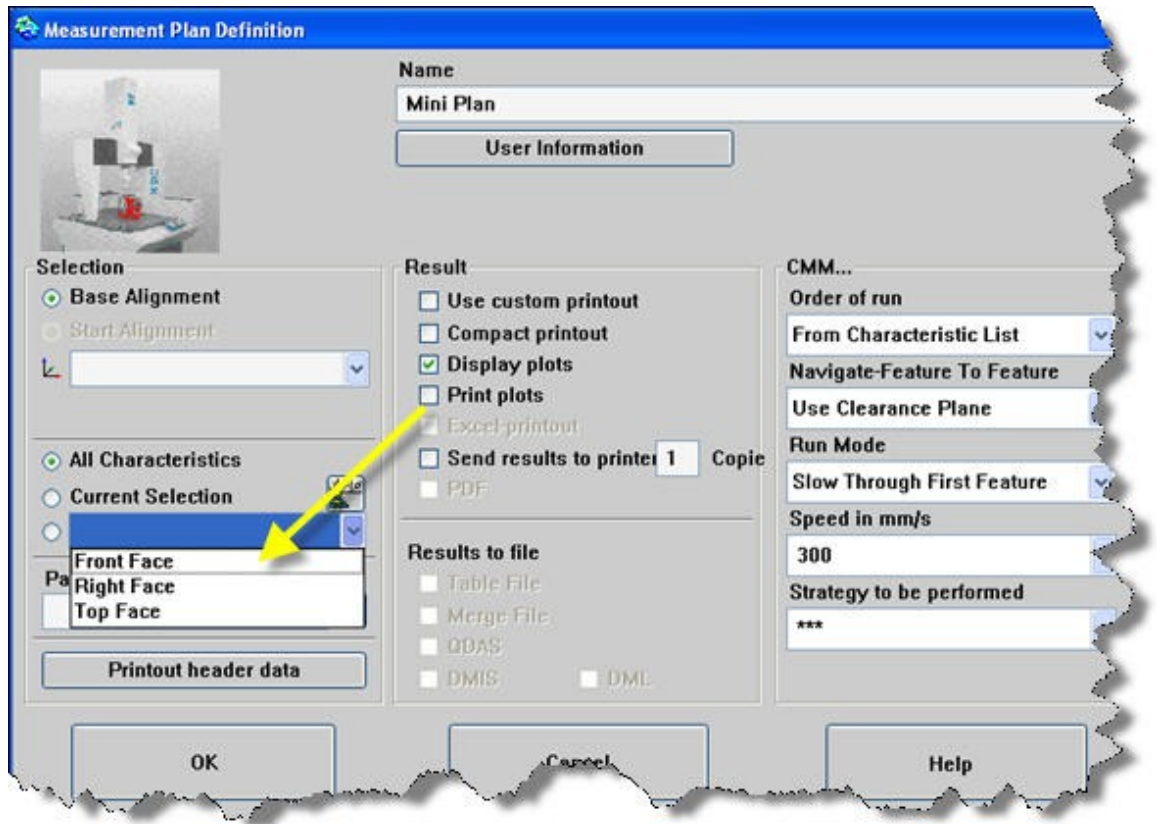 Measurement Plan Definition
Name
Mini Plan
User Information
Selection
Base Alignment
Start Alignment
All Characteristics
Current Selection
Front Face
Right Face
Top Face
Pa
Printout header data
Result
Use custom printout
Compact printout
Display plots
Print plots
Excel-printout
Send results to printer 1 Copie
PDF
Results to file
Table File
Merge File
QDAS
DMIS DML
CMM...
Order of run
From Characteristic List
Navigate-Feature To Feature
Use Clearance Plane
Run Mode
Slow Through First Feature
Speed in mm/s
300
Strategy to be performed
***
OK
Cancel
Help